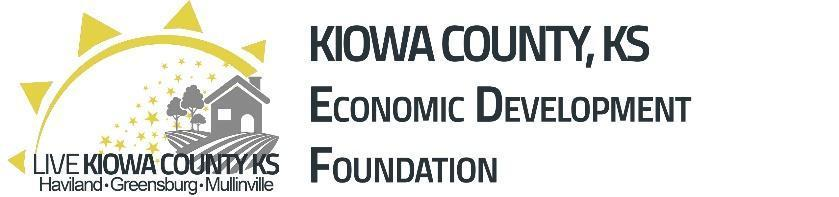 LIVE KIOWA COUNTY KS
Haviland•Greensburg•Mullinville
KIOWA COUNTY, KS
ECONOMIC DEVELOPMENT
FOUNDATION